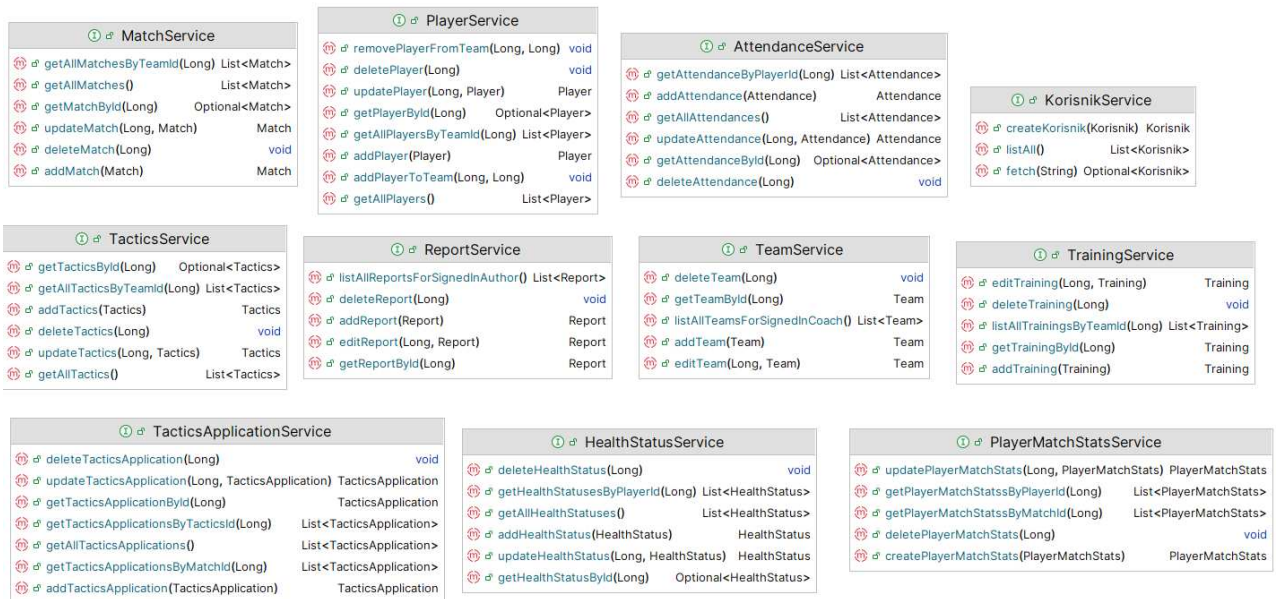 MatchService
getAllMatchesByTeamId(Long) List<Match>
getAllMatches() List<Match>
getMatchById(Long) Optional<Match>
updateMatch(Long, Match) Match
deleteMatch(Long) void
addMatch(Match) Match
PlayerService
removePlayerFromTeam(Long, Long) void
deletePlayer(Long) void
updatePlayer(Long, Player) Player
getPlayerById(Long) Optional<Player>
getAllPlayersByTeamId(Long) List<Player>
addPlayer(Player) Player
addPlayerToTeam(Long, Long) void
getAllPlayers() List<Player>
AttendanceService
getAttendanceByPlayerId(Long) List<Attendance>
addAttendance(Attendance) Attendance
getAllAttendances() List<Attendance>
updateAttendance(Long, Attendance) Attendance
getAttendanceById(Long) Optional<Attendance>
deleteAttendance(Long) void
KorisnikService
createKorisnik(Korisnik) Korisnik
listAll() List<Korisnik>
fetch(String) Optional<Korisnik>
TacticsService
getTacticsById(Long) Optional<Tactics>
getAllTacticsByTeamId(Long) List<Tactics>
addTactics(Tactics) Tactics
deleteTactics(Long) void
updateTactics(Long, Tactics) Tactics
getAllTactics() List<Tactics>
ReportService
listAllReportsForSignedInAuthor() List<Report>
deleteReport(Long) void
addReport(Report) Report
editReport(Long, Report) Report
getReportById(Long) Report
TeamService
deleteTeam(Long) void
getTeamById(Long) Team
listAllTeamsForSignedInCoach() List<Team>
addTeam(Team) Team
editTeam(Long, Team) Team
TrainingService
editTraining(Long, Training) Training
deleteTraining(Long) void
listAllTrainingsByTeamId(Long) List<Training>
getTrainingById(Long) Training
addTraining(Training) Training
TacticsApplicationService
deleteTacticsApplication(Long) void
updateTacticsApplication(Long, TacticsApplication) TacticsApplication
getTacticsApplicationById(Long) TacticsApplication
getTacticsApplicationsByTacticsId(Long) List<TacticsApplication>
getAllTacticsApplications() List<TacticsApplication>
getTacticsApplicationsByMatchId(Long) List<TacticsApplication>
addTacticsApplication(TacticsApplication) TacticsApplication
HealthStatusService
deleteHealthStatus(Long) void
getHealthStatusesByPlayerId(Long) List<HealthStatus>
getAllHealthStatuses() List<HealthStatus>
addHealthStatus(HealthStatus) HealthStatus
updateHealthStatus(Long, HealthStatus) HealthStatus
getHealthStatusById(Long) Optional<HealthStatus>
PlayerMatchStatsService
updatePlayerMatchStats(Long, PlayerMatchStats) PlayerMatchStats
getPlayerMatchStatssByPlayerId(Long) List<PlayerMatchStats>
getPlayerMatchStatssByMatchId(Long) List<PlayerMatchStats>
deletePlayerMatchStats(Long) void
createPlayerMatchStats(PlayerMatchStats) PlayerMatchStats